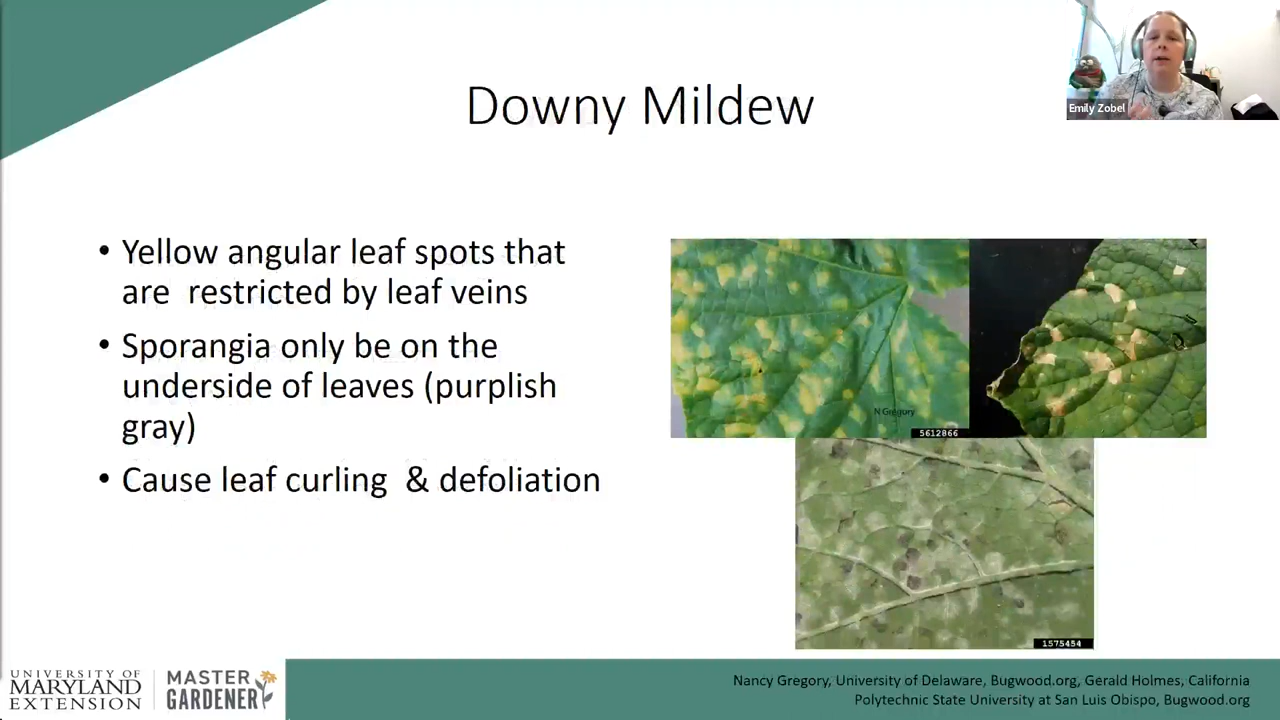 Emily Zobel
Downy Mildew
• Yellow angular leaf spots that
are restricted by leaf veins
• Sporangia only be on the
underside of leaves (purplish
gray)
• Cause leaf curling & defoliation
N Gregory
5612866
1575454
UNIVERSITY OF
MARYLAND
EXTENSION
MASTER
GARDENER
Nancy Gregory, University of Delaware, Bugwood.org, Gerald Holmes, California
Polytechnic State University at San Luis Obispo, Bugwood.org